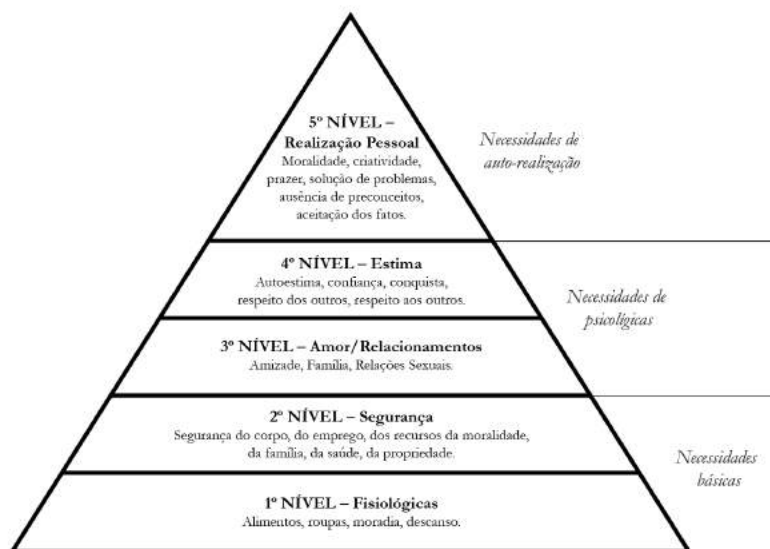 5º NÍVEL –
Realização Pessoal
Moralidade, criatividade,
prazer, solução de problemas,
ausência de preconceitos,
aceitação dos fatos.
Necessidades de
auto-realização
4º NÍVEL – Estima
Autoestima, confiança, conquista,
respeito dos outros, respeito aos outros.
Necessidades de
psicolígicas
3º NÍVEL – Amor/Relacionamentos
Amizade, Família, Relações Sexuais.
2º NÍVEL – Segurança
Segurança do corpo, do emprego, dos recursos da moralidade,
da família, da saúde, da propriedade.
Necessidades
básicas
1º NÍVEL – Fisiológicas
Alimentos, roupas, moradia, descanso.